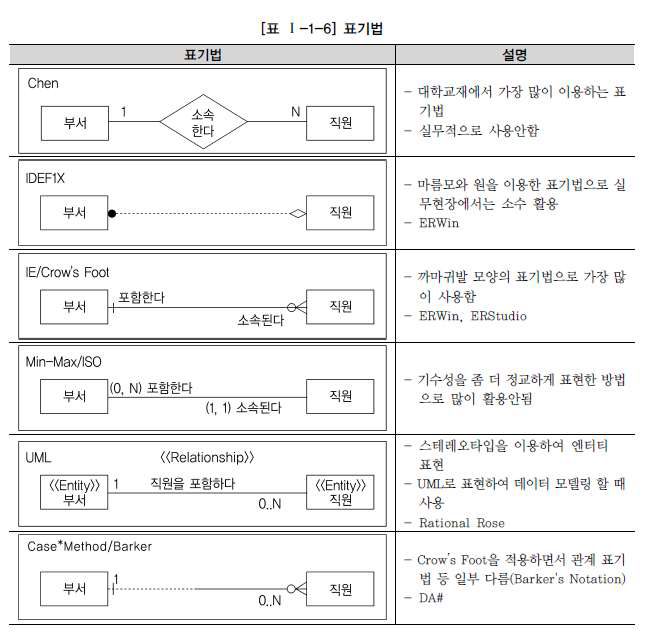 [표 Ⅰ-1-6] 표기법
표기법 설명
Chen
부서 1 소속 한다 N 직원
- 대학교재에서 가장 많이 이용하는 표
기법
- 실무적으로 사용안함
IDEF1X
부서 직원
- 마름모와 원을 이용한 표기법으로 실
무현장에서는 소수 활용
- ERWin
IE/Crow's Foot
부서 포함한다 소속된다 직원
- 까마귀발 모양의 표기법으로 가장 많
이 사용함
- ERWin, ERStudio
Min-Max/ISO
부서 (0, N) 포함한다 (1, 1) 소속된다 직원
- 기수성을 좀 더 정교하게 표현한 방법
으로 많이 활용안됨
UML <<Relationship>>
<<Entity>> 부서 1 직원을 포함하다 0..N <<Entity>> 직원
- 스테레오타입을 이용하여 엔터티
표현
- UML로 표현하여 데이터 모델링 할 때
사용
- Rational Rose
Case*Method/Barker
부서 1 0..N 직원
- Crow's Foot을 적용하면서 관계 표기
법 등 일부 다름(Barker's Notation)
- DA#